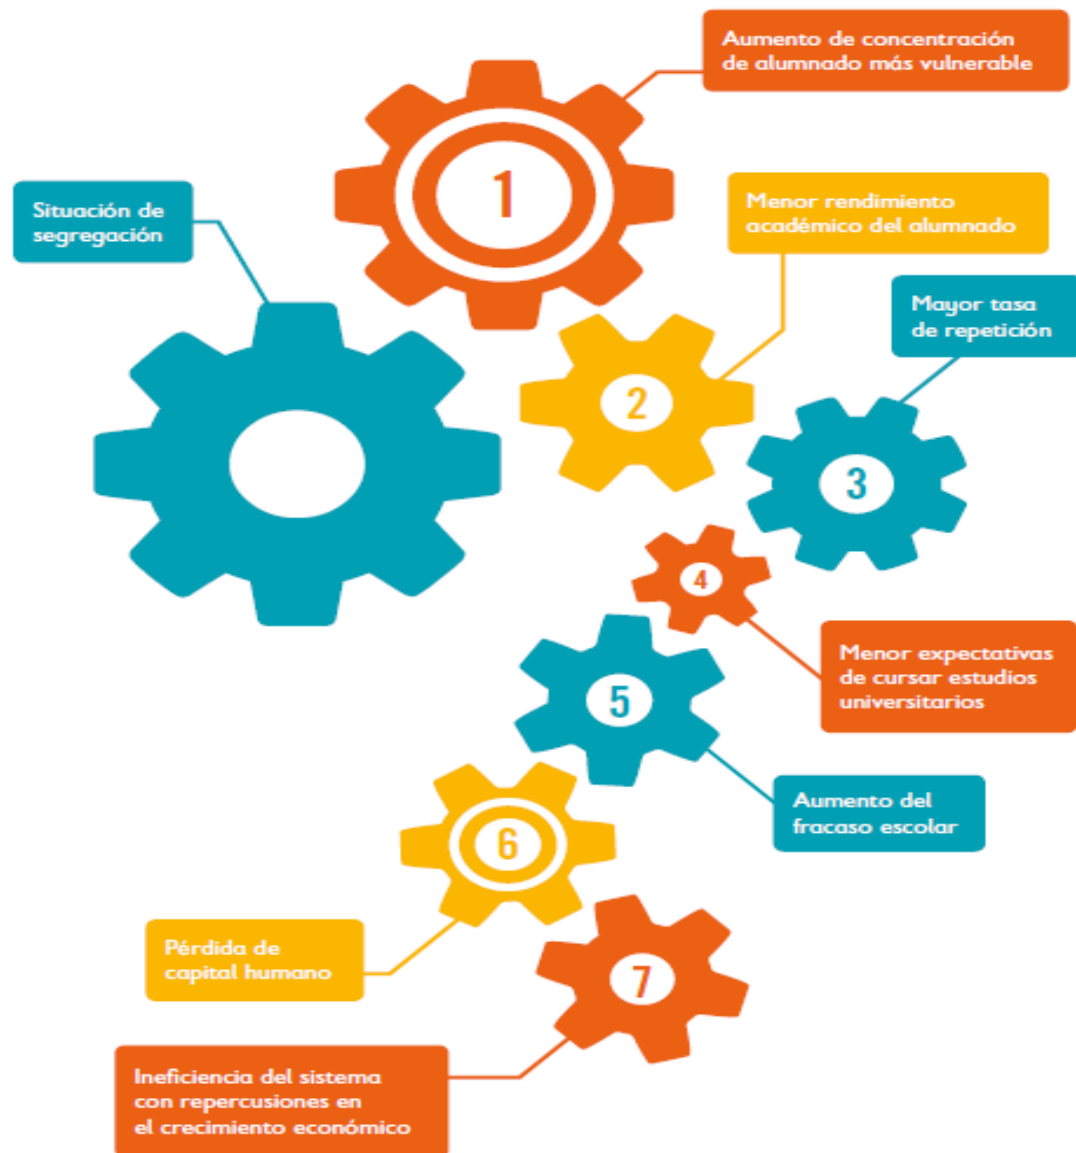 Aumento de concentración
de alumnado más vulnerable
1
Situación de
segregación
Menor rendimiento
académico del alumnado
2
Mayor tasa
de repetición
3
4
Menor expectativas
de cursar estudios
universitarios
5
Aumento del
fracaso escolar
6
Pérdida de
capital humano
7
Ineficiencia del sistema
con repercusiones en
el crecimiento económico